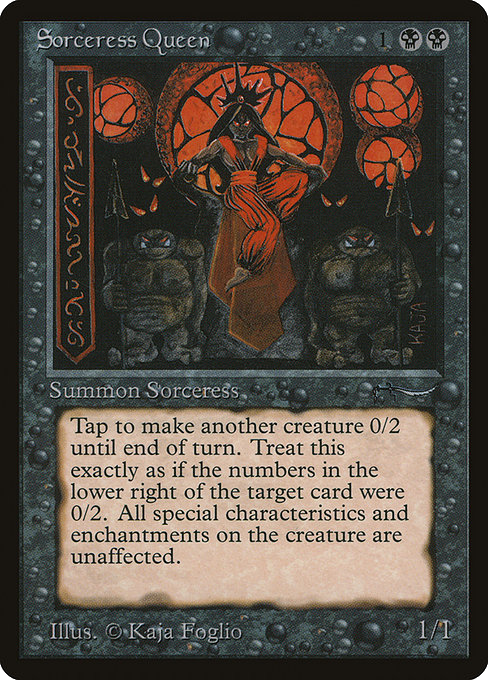 Sorceress Queen 1
KAJA
Summon Sorceress
Tap to make another creature 0/2
until end of turn. Treat this
exactly as if the numbers in the
lower right of the target card were
0/2. All special characteristics and
enchantments on the creature are
unaffected.
Illus. © Kaja Foglio 1/1